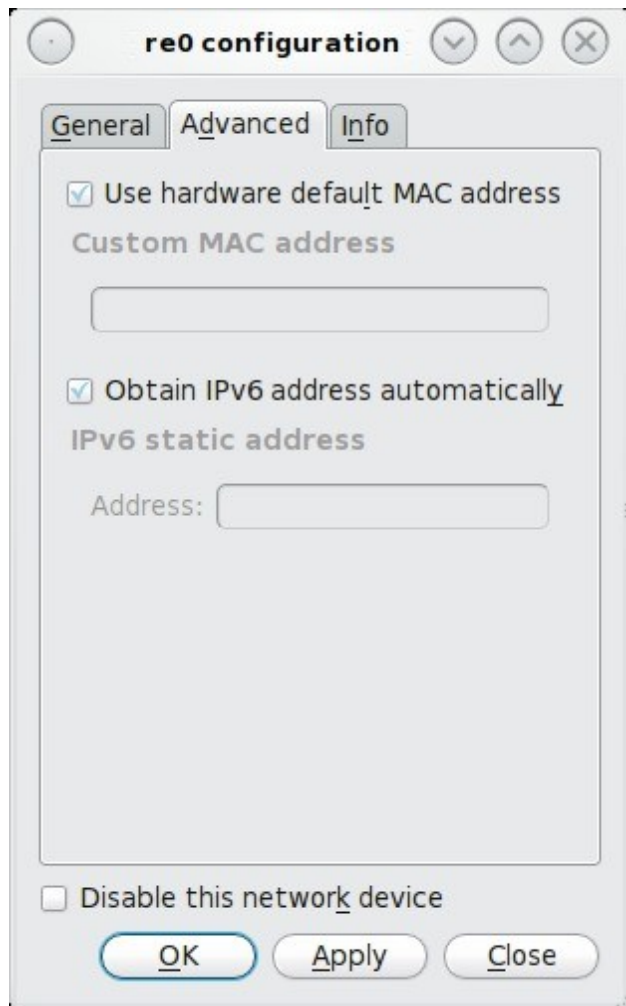 re0 configuration
General Advanced Info
Use hardware default MAC address
Custom MAC address
Obtain IPv6 address automatically
IPv6 static address
Address:
Disable this network device
OK Apply Close